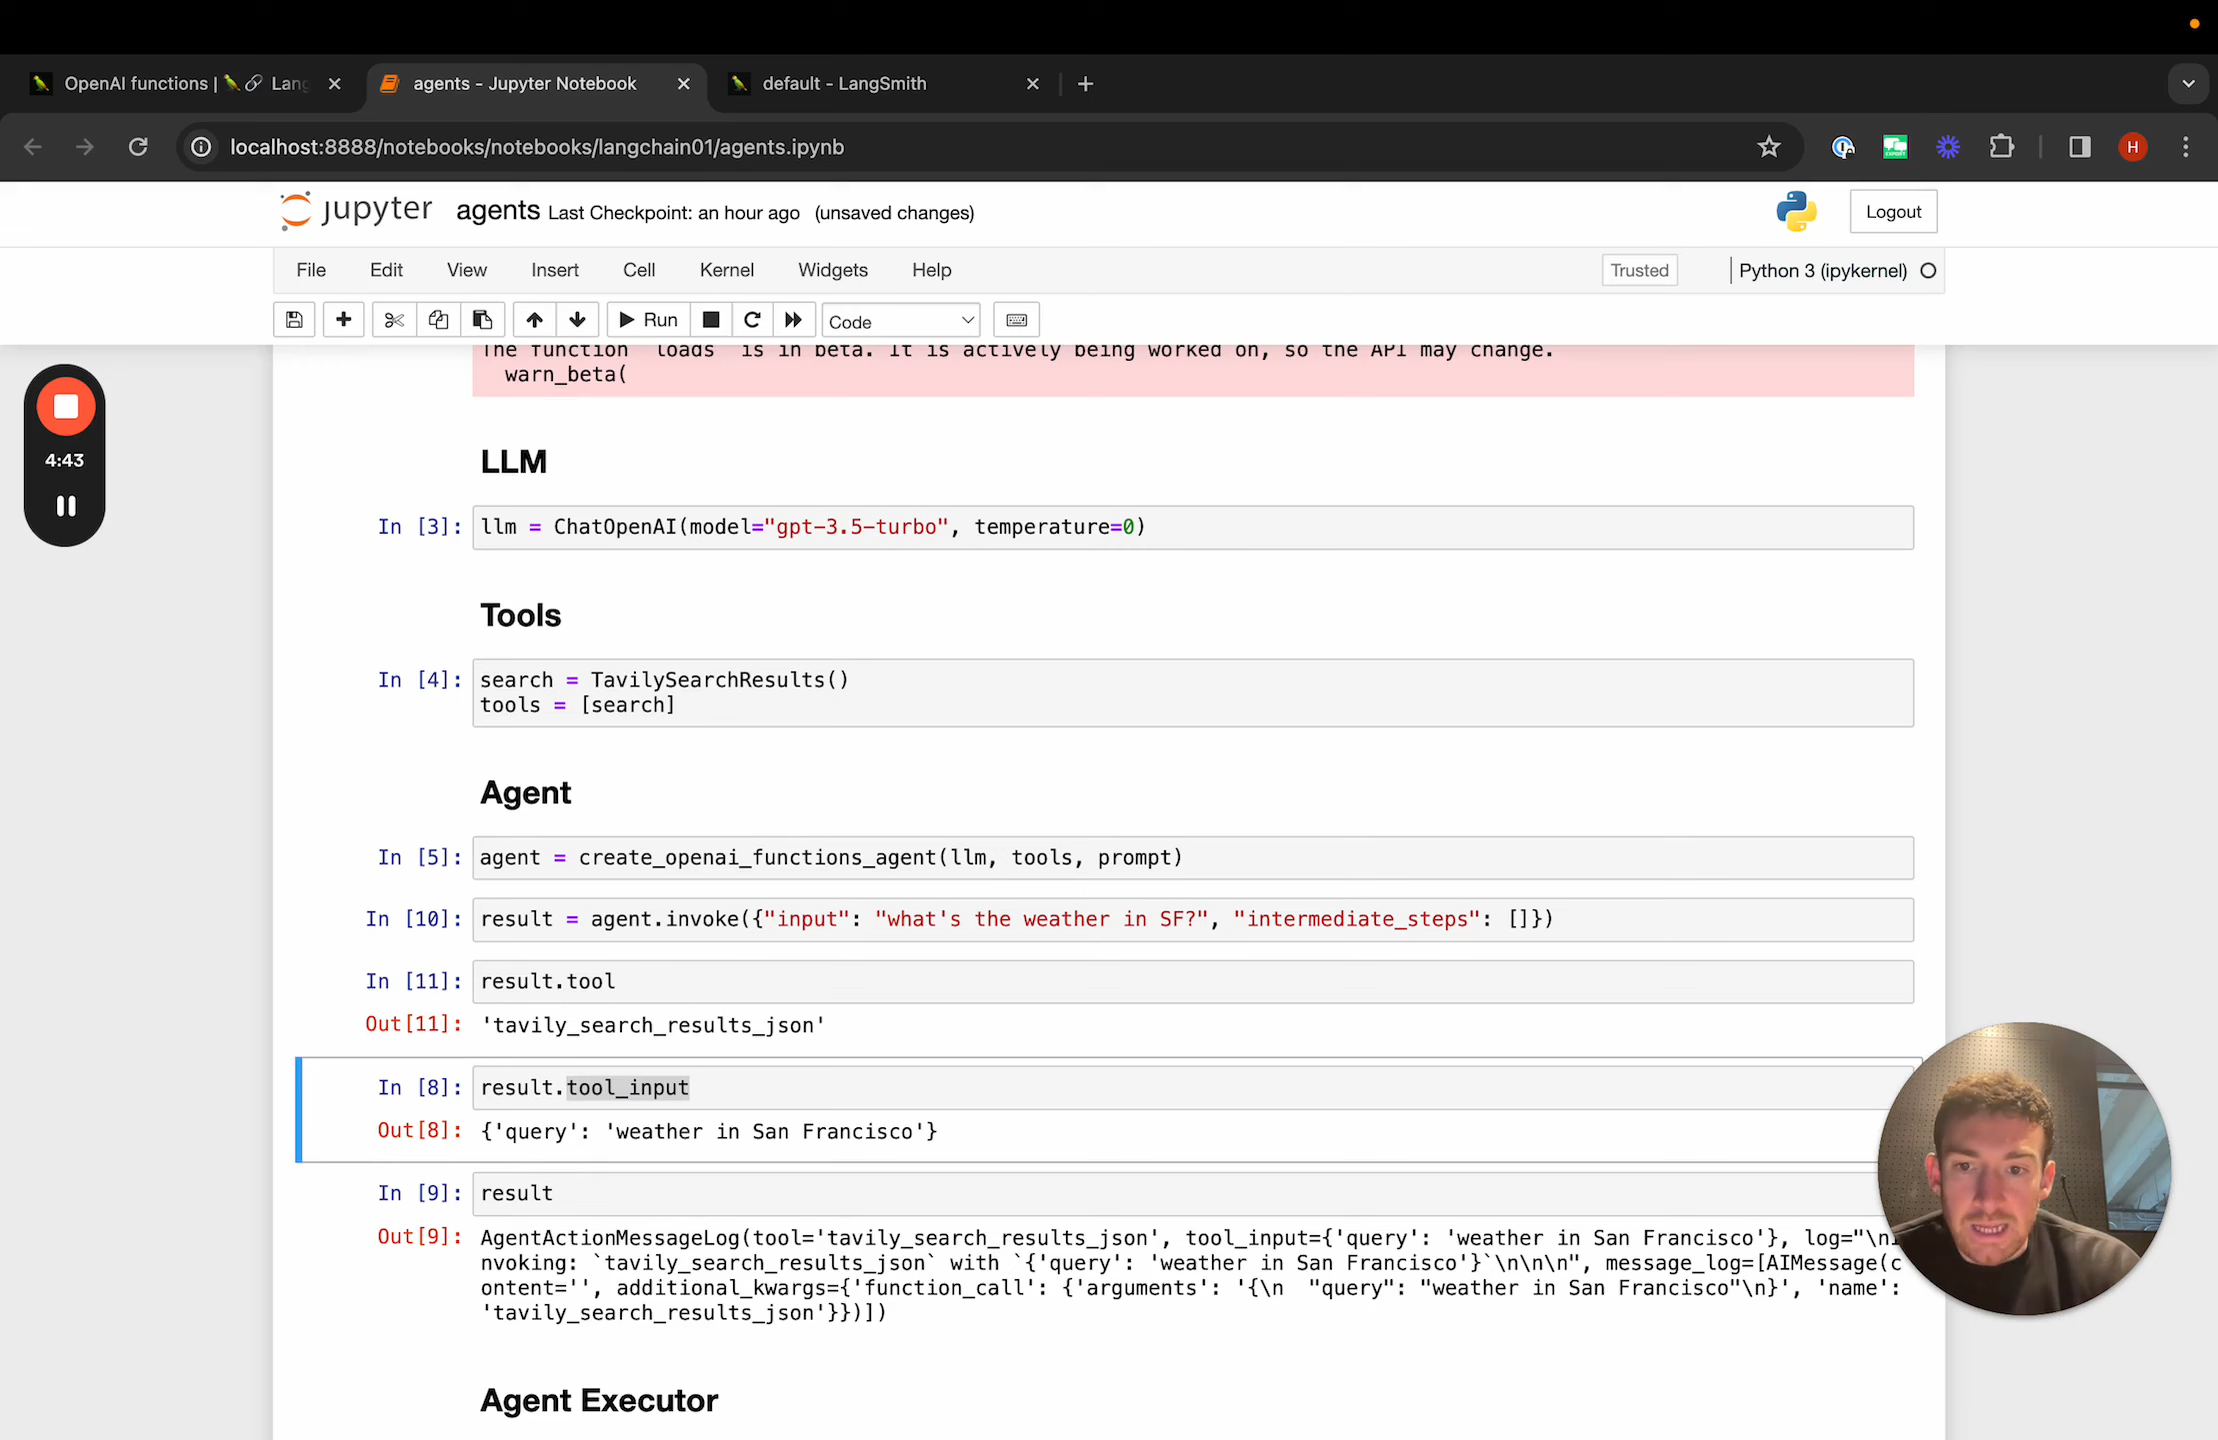 OpenAI functions | Lang
agents - Jupyter Notebook
default - LangSmith
localhost:8888/notebooks/notebooks/langchain01/agents.ipynb
H
jupyter agents Last Checkpoint: an hour ago (unsaved changes)
Logout
File Edit View Insert Cell Kernel Widgets Help
Trusted
Python 3 (ipykernel)
Run
Code
The function loads is in beta. It is actively being worked on, so the API may change.
warn_beta(
4:43
LLM
In [3]: llm = ChatOpenAI(model="gpt-3.5-turbo", temperature=0)
Tools
In [4]: search = TavilySearchResults()
tools = [search]
Agent
In [5]: agent = create_openai_functions_agent(llm, tools, prompt)
In [10]: result = agent.invoke({"input": "what's the weather in SF?", "intermediate_steps": []})
In [11]: result.tool
Out[11]: 'tavily_search_results_json'
In [8]: result.tool_input
Out[8]: {'query': 'weather in San Francisco'}
In [9]: result
Out[9]: AgentActionMessageLog(tool='tavily_search_results_json', tool_input={'query': 'weather in San Francisco'}, log="\nI
nvoking: `tavily_search_results_json` with `{'query': 'weather in San Francisco'}`\n\n\n", message_log=[AIMessage(c
ontent='', additional_kwargs={'function_call': {'arguments': '{\n  "query": "weather in San Francisco"\n}', 'name':
'tavily_search_results_json'}})])
Agent Executor